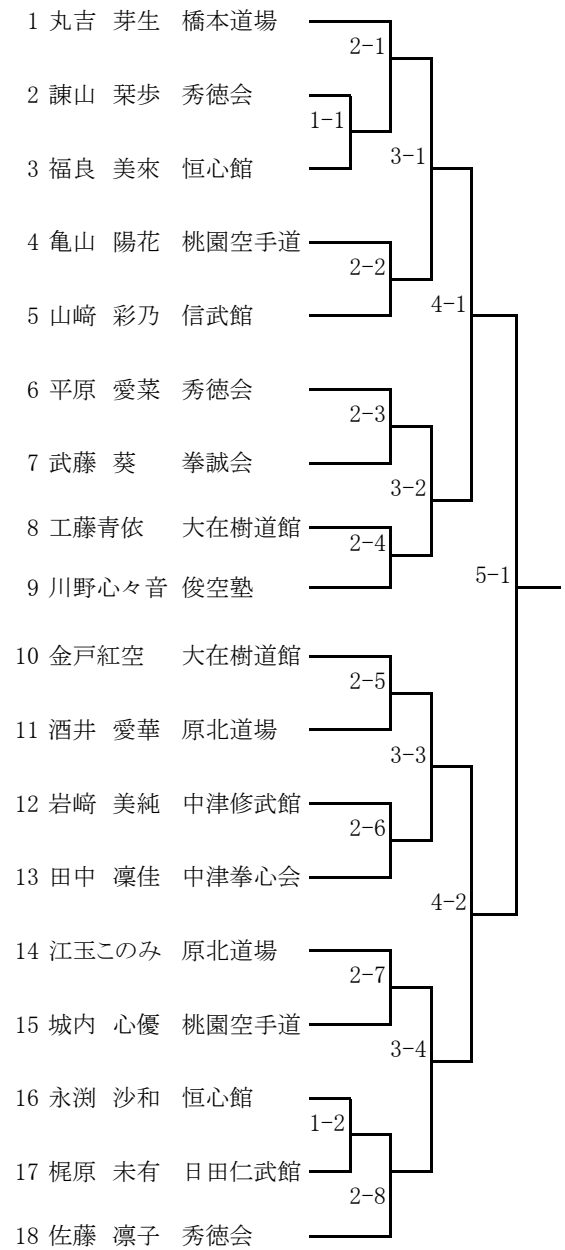 1 丸吉 芽生 橋本道場
2-1
2 諌山 栞歩 秀徳会
1-1
3 福良 美來 恒心館
3-1
4 亀山 陽花 桃園空手道
2-2
4-1
5 山﨑 彩乃 信武館
6 平原 愛菜 秀徳会
2-3
7 武藤 葵 拳誠会
3-2
8 工藤青依 大在樹道館
2-4
5-1
9 川野心々音 俊空塾
10 金戸紅空 大在樹道館
2-5
11 酒井 愛華 原北道場
3-3
12 岩﨑 美純 中津修武館
2-6
13 田中 凜佳 中津拳心会
4-2
14 江玉このみ 原北道場
2-7
15 城内 心優 桃園空手道
3-4
16 永渕 沙和 恒心館
1-2
17 梶原 未有 日田仁武館
2-8
18 佐藤 凛子 秀徳会